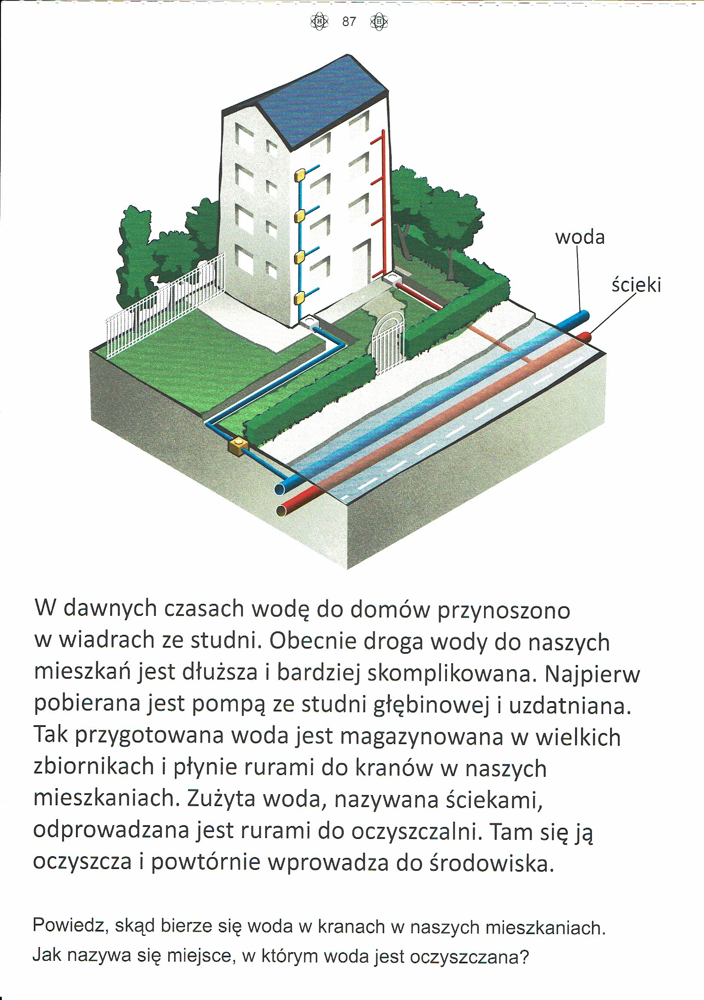 87
woda
ścieki
W dawnych czasach wodę do domów przynoszono
w wiadrach ze studni. Obecnie droga wody do naszych
mieszkań jest dłuższa i bardziej skomplikowana. Najpierw
pobierana jest pompą ze studni głębinowej i uzdatniana.
Tak przygotowana woda jest magazynowana w wielkich
zbiornikach i płynie rurami do kranów w naszych
mieszkaniach. Zużyta woda, nazywana ściekami,
odprowadzana jest rurami do oczyszczalni. Tam się ją
oczyszcza i powtórnie wprowadza do środowiska.
Powiedz, skąd bierze się woda w kranach w naszych mieszkaniach.
Jak nazywa się miejsce, w którym woda jest oczyszczana?